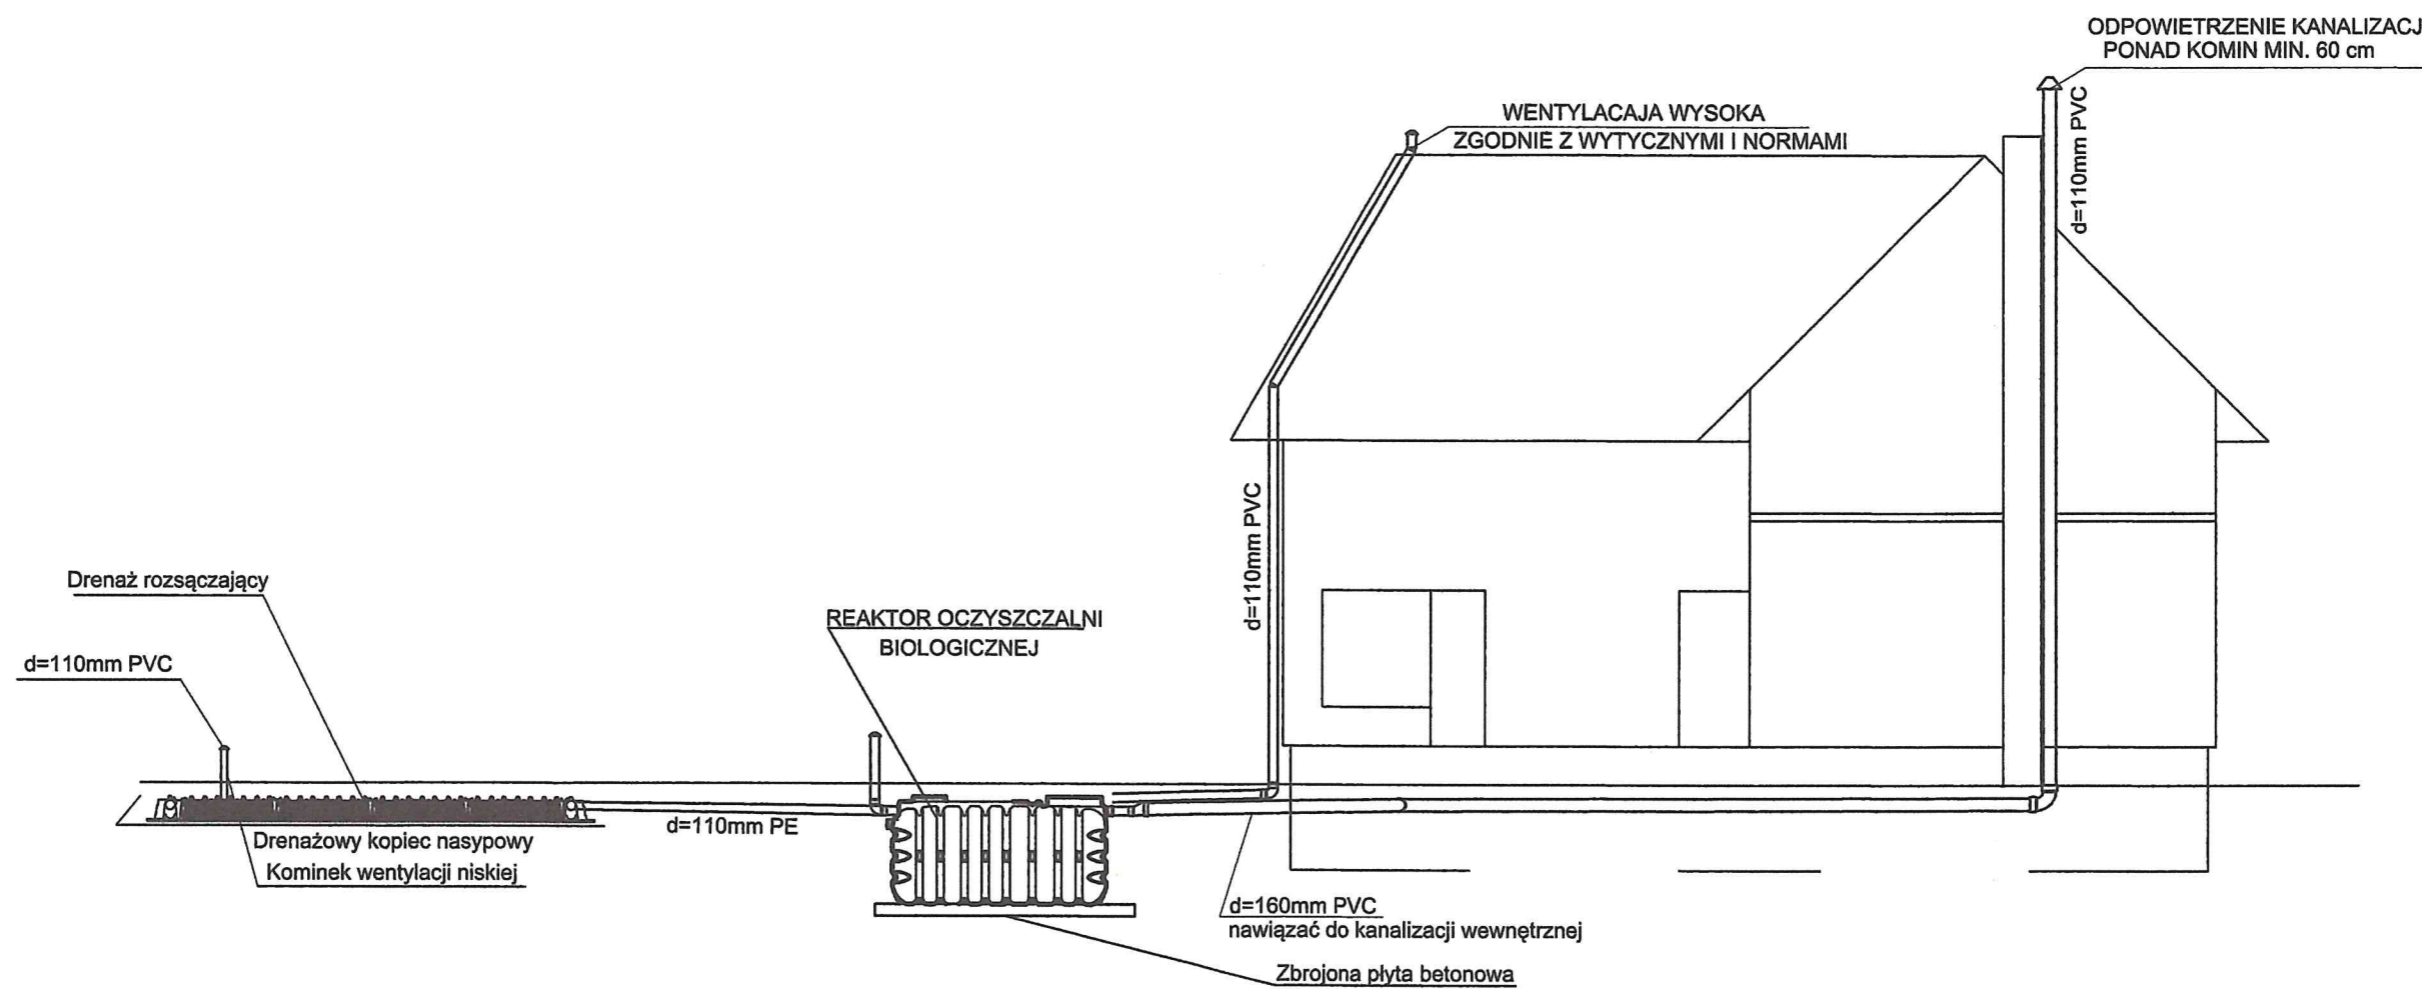 ODPOWIETRZENIE KANALIZACJ
PONAD KOMIN MIN. 60 cm
d=110mm PVC
WENTYLACAJA WYSOKA
ZGODNIE Z WYTYCZNYMI I NORMAMI
d=110mm PVC
Drenaż rozsączający
d=110mm PVC
REAKTOR OCZYSZCZALNI
BIOLOGICZNEJ
d=110mm PE
Drenażowy kopiec nasypowy
Kominek wentylacji niskiej
d=160mm PVC
nawiązać do kanalizacji wewnętrznej
Zbrojona płyta betonowa